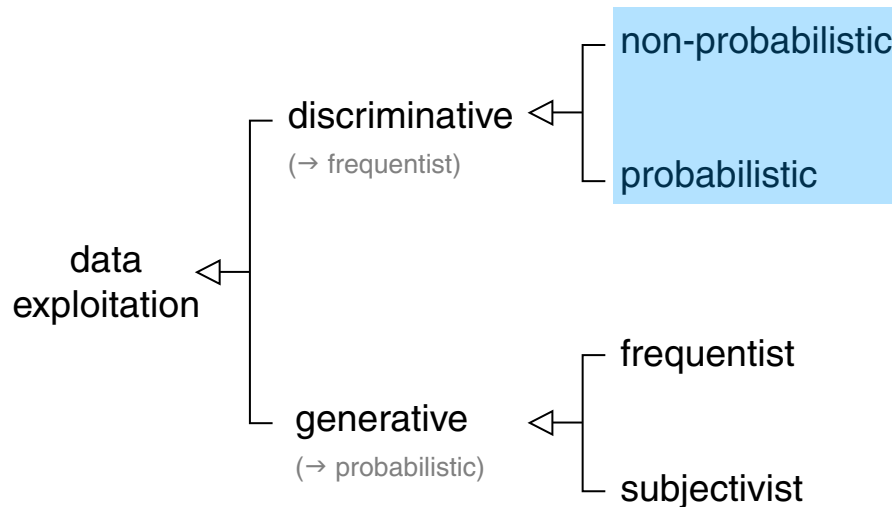 non-probabilistic
discriminative
(→ frequentist)
probabilistic
data
exploitation
frequentist
generative
(→ probabilistic)
subjectivist